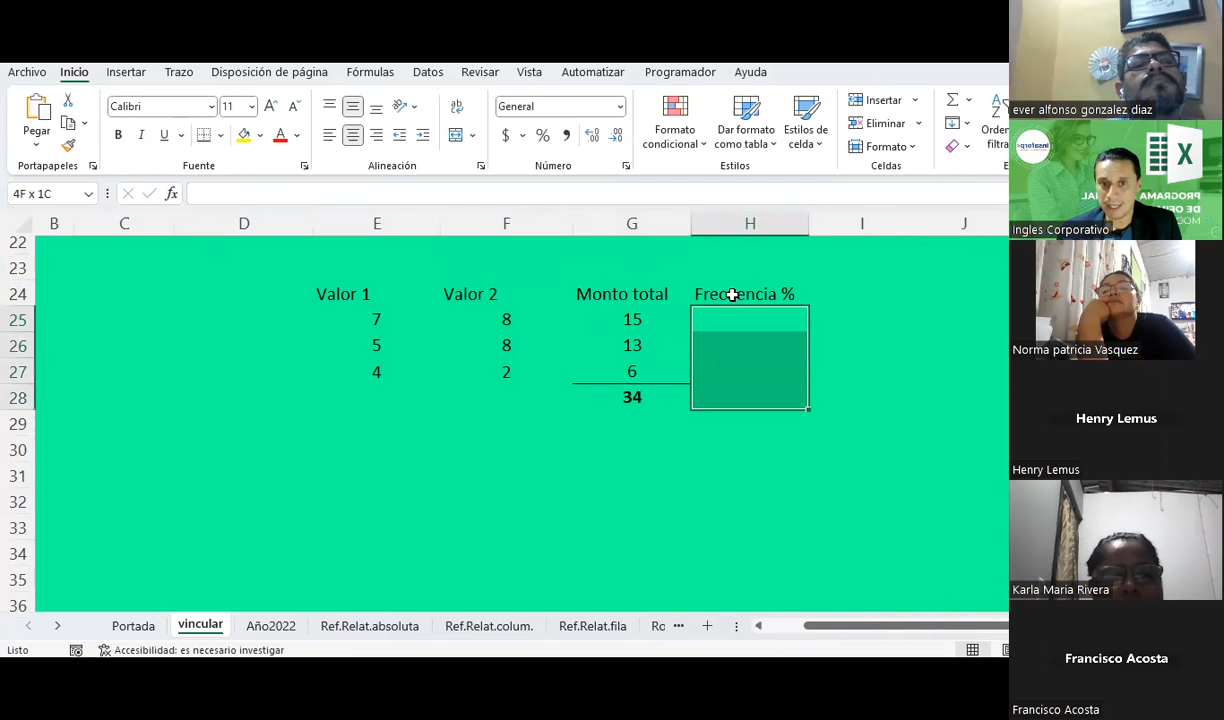 Archivo Inicio Insertar Trazo Disposición de página Fórmulas Datos Revisar Vista Automatizar Programador Ayuda
Pegar
Calibri 11
General
Formato condicional
Dar formato como tabla
Estilos de celda
Insertar
Eliminar
Formato
Orden
filtra
Portapapeles Fuente Alineación Número Estilos Celdas
4F x 1C
B C D E F G H I J
22
23
24 Valor 1 Valor 2 Monto total Frecuencia %
25 7 8 15
26 5 8 13
27 4 2 6
28 34
29
30
31
32
33
34
35
36
Portada vincular Año2022 Ref.Relat.absoluta Ref.Relat.colum. Ref.Relat.fila Ro
Listo Accesibilidad: es necesario investigar
ever alfonso gonzalez diaz
Ingles Corporativo
Norma patricia Vasquez
Henry Lemus
Henry Lemus
Karla Maria Rivera
Francisco Acosta
Francisco Acosta